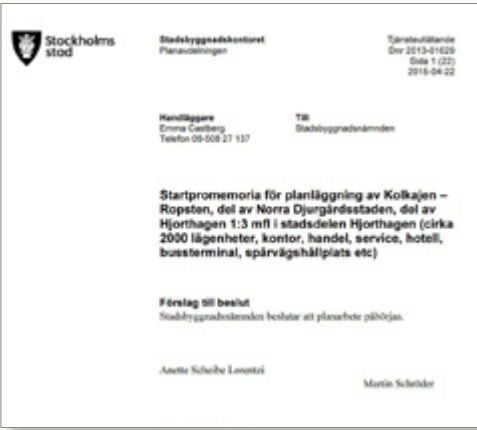 Stockholms
stad
Stadsbyggnadskontoret
Planavdelningen
Tjänsteutlåtande
Dnr 2013-01629
Sida 1 (22)
2015-04-22
Handläggare
Emma Castberg
Telefon 08-508 27 137
Till
Stadsbyggnadsnämnden
Startpromemoria för planläggning av Kolkajen –
Ropsten, del av Norra Djurgårdsstaden, del av
Hjorthagen 1:3 mfl i stadsdelen Hjorthagen (cirka
2000 lägenheter, kontor, handel, service, hotell,
bussterminal, spårvägshållplats etc)
Förslag till beslut
Stadsbyggnadsnämnden beslutar att planarbete påbörjas.
Anette Scheibe Lorentzi
Martin Schröder